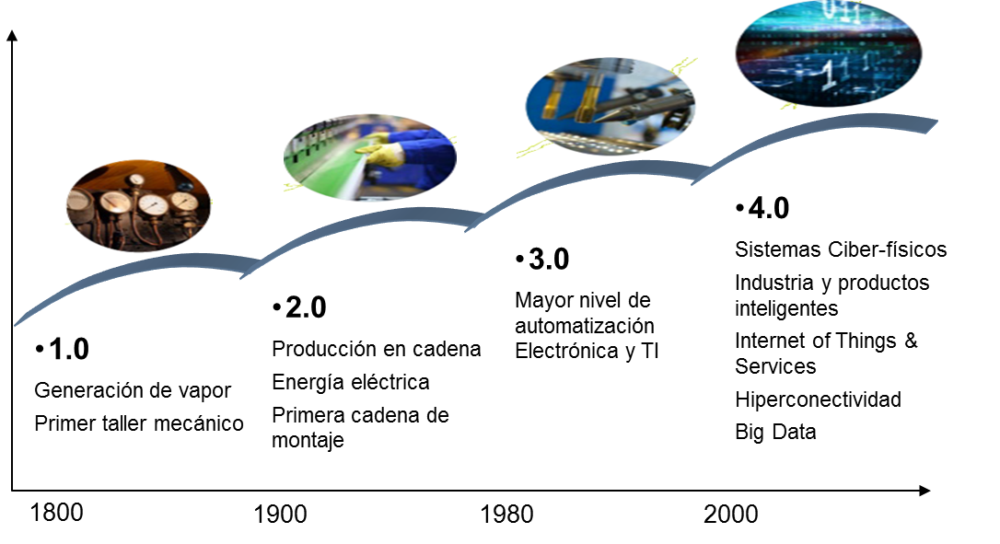 • 1.0
Generación de vapor
Primer taller mecánico
• 2.0
Producción en cadena
Energía eléctrica
Primera cadena de
montaje
• 3.0
Mayor nivel de
automatización
Electrónica y TI
• 4.0
Sistemas Ciber-físicos
Industria y productos
inteligentes
Internet of Things &
Services
Hiperconectividad
Big Data
1800
1900
1980
2000